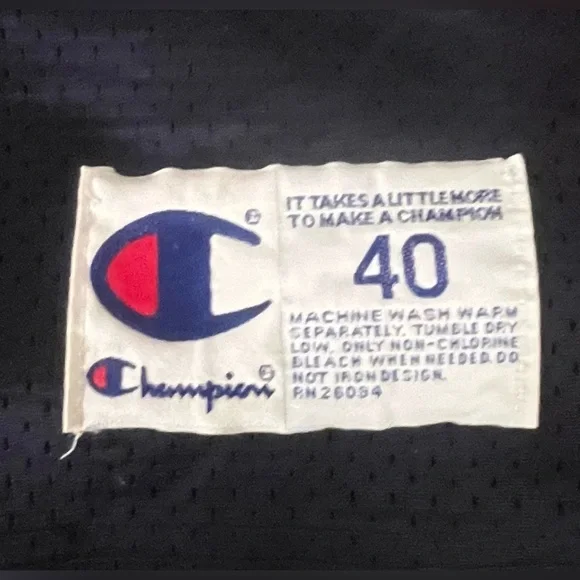 IT TAKES A LITTLE MORE
TO MAKE A CHAMPION
40
MACHINE WASH WARM
SEPARATELY. TUMBLE DRY
LOW. ONLY NON-CHLORINE
BLEACH WHEN NEEDED. DO
NOT IRON DESIGN.
RN 26094
Champion